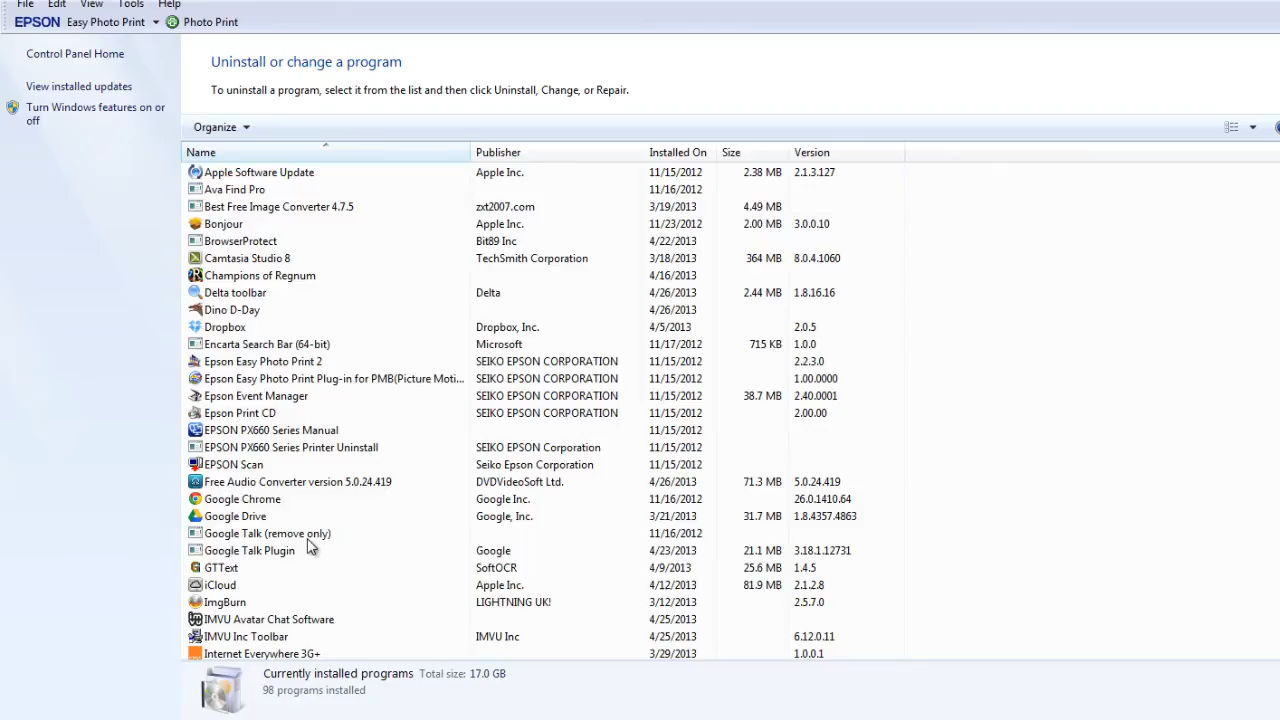 File Edit View Tools Help
EPSON Easy Photo Print Photo Print
Control Panel Home
View installed updates
Turn Windows features on or
off
Uninstall or change a program
To uninstall a program, select it from the list and then click Uninstall, Change, or Repair.
Organize
Name Publisher Installed On Size Version
Apple Software Update Apple Inc. 11/15/2012 2.38 MB 2.1.3.127
Ava Find Pro 11/16/2012
Best Free Image Converter 4.7.5 zxt2007.com 3/19/2013 4.49 MB
Bonjour Apple Inc. 11/23/2012 2.00 MB 3.0.0.10
BrowserProtect Bit89 Inc 4/22/2013
Camtasia Studio 8 TechSmith Corporation 3/18/2013 364 MB 8.0.4.1060
Champions of Regnum 4/16/2013
Delta toolbar Delta 4/26/2013 2.44 MB 1.8.16.16
Dino D-Day 4/26/2013
Dropbox Dropbox, Inc. 4/5/2013 2.0.5
Encarta Search Bar (64-bit) Microsoft 11/17/2012 715 KB 1.0.0
Epson Easy Photo Print 2 SEIKO EPSON CORPORATION 11/15/2012 2.2.3.0
Epson Easy Photo Print Plug-in for PMB(Picture Moti... SEIKO EPSON CORPORATION 11/15/2012 1.00.0000
Epson Event Manager SEIKO EPSON CORPORATION 11/15/2012 38.7 MB 2.40.0001
Epson Print CD SEIKO EPSON CORPORATION 11/15/2012 2.00.00
EPSON PX660 Series Manual 11/15/2012
EPSON PX660 Series Printer Uninstall SEIKO EPSON Corporation 11/15/2012
EPSON Scan Seiko Epson Corporation 11/15/2012
Free Audio Converter version 5.0.24.419 DVDVideoSoft Ltd. 4/26/2013 71.3 MB 5.0.24.419
Google Chrome Google Inc. 11/16/2012 26.0.1410.64
Google Drive Google, Inc. 3/21/2013 31.7 MB 1.8.4357.4863
Google Talk (remove only) 11/16/2012
Google Talk Plugin Google 4/23/2013 21.1 MB 3.18.1.12731
GTText SoftOCR 4/9/2013 25.6 MB 1.4.5
iCloud Apple Inc. 4/12/2013 81.9 MB 2.1.2.8
ImgBurn LIGHTNING UK! 3/12/2013 2.5.7.0
IMVU Avatar Chat Software 4/25/2013
IMVU Inc Toolbar IMVU Inc 4/25/2013 6.12.0.11
Internet Everywhere 3G+ 3/29/2013 1.0.0.1
Currently installed programs Total size: 17.0 GB
98 programs installed